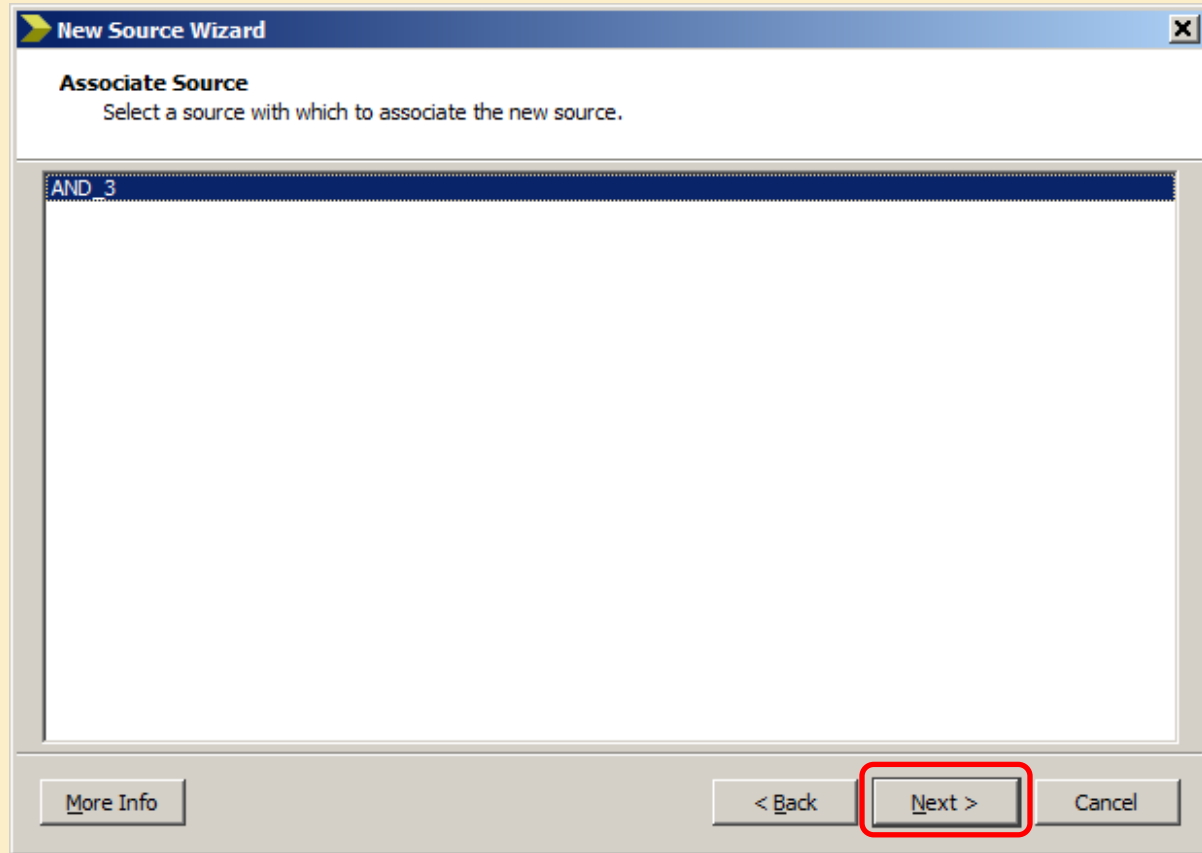 New Source Wizard
Associate Source
Select a source with which to associate the new source.
AND_3
More Info
< Back
Next >
Cancel